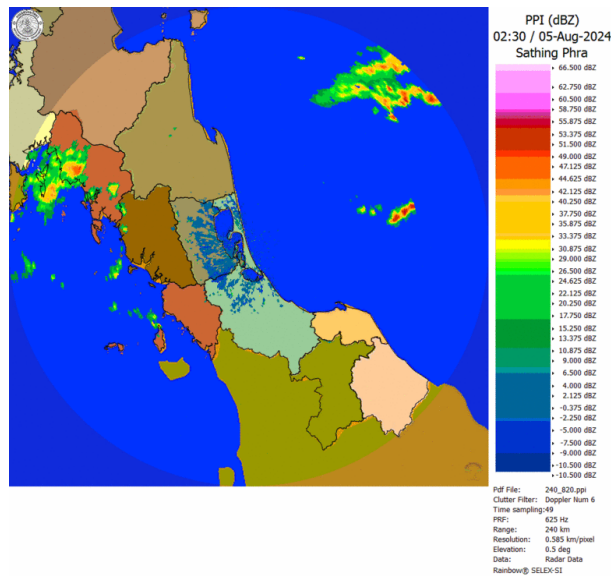 PPI (dBZ)
02:30 / 05-Aug-2024
Sathing Phra
66.500 dBZ
62.750 dBZ
60.500 dBZ
58.750 dBZ
55.875 dBZ
53.375 dBZ
51.500 dBZ
49.000 dBZ
47.125 dBZ
44.625 dBZ
42.125 dBZ
40.250 dBZ
37.750 dBZ
35.875 dBZ
33.375 dBZ
30.875 dBZ
29.000 dBZ
26.500 dBZ
24.625 dBZ
22.125 dBZ
20.250 dBZ
17.750 dBZ
15.250 dBZ
13.375 dBZ
10.875 dBZ
9.000 dBZ
6.500 dBZ
4.000 dBZ
2.125 dBZ
-0.375 dBZ
-2.250 dBZ
-5.000 dBZ
-7.500 dBZ
-9.000 dBZ
-10.500 dBZ
-10.500 dBZ
Pdf File: 240_820.ppi
Clutter Filter: Doppler Num 6
Time sampling:49
PRF: 625 Hz
Range: 240 km
Resolution: 0.585 km/pixel
Elevation: 0.5 deg
Data: Radar Data
Rainbow® SELEX-SI